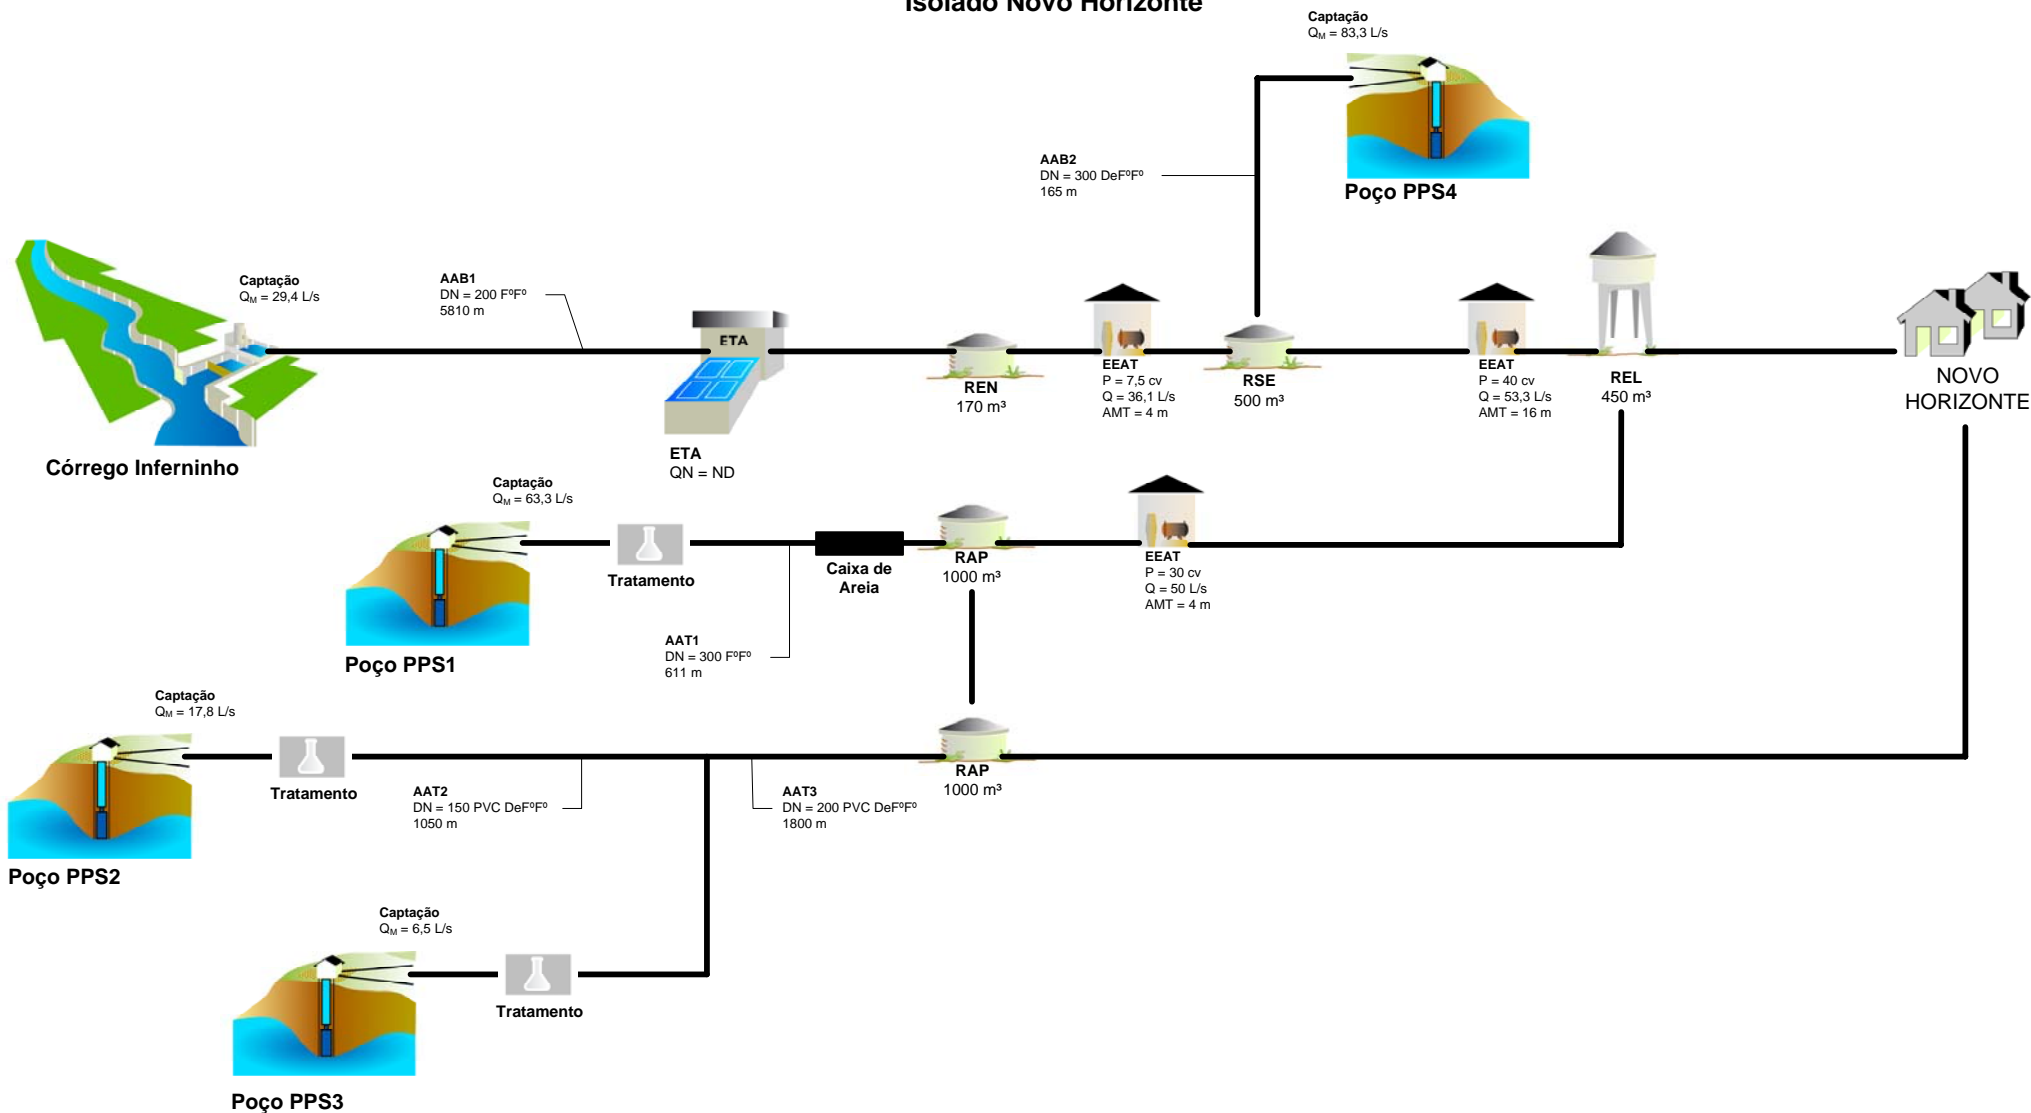 Isolado Novo Horizonte
Captação
QM = 83,3 L/s
AAB2
DN = 300 DeFºFº
165 m
Poço PPS4
Captação
QM = 29,4 L/s
AAB1
DN = 200 FºFº
5810 m
ETA
Córrego Inferninho
ETA
QN = ND
REN
170 m³
EEAT
P = 7,5 cv
Q = 36,1 L/s
AMT = 4 m
RSE
500 m³
EEAT
P = 40 cv
Q = 53,3 L/s
AMT = 16 m
REL
450 m³
NOVO
HORIZONTE
Captação
QM = 63,3 L/s
Poço PPS1
Tratamento
AAT1
DN = 300 FºFº
611 m
Caixa de
Areia
RAP
1000 m³
EEAT
P = 30 cv
Q = 50 L/s
AMT = 4 m
Captação
QM = 17,8 L/s
Poço PPS2
Tratamento
AAT2
DN = 150 PVC DeFºFº
1050 m
AAT3
DN = 200 PVC DeFºFº
1800 m
RAP
1000 m³
Captação
QM = 6,5 L/s
Poço PPS3
Tratamento